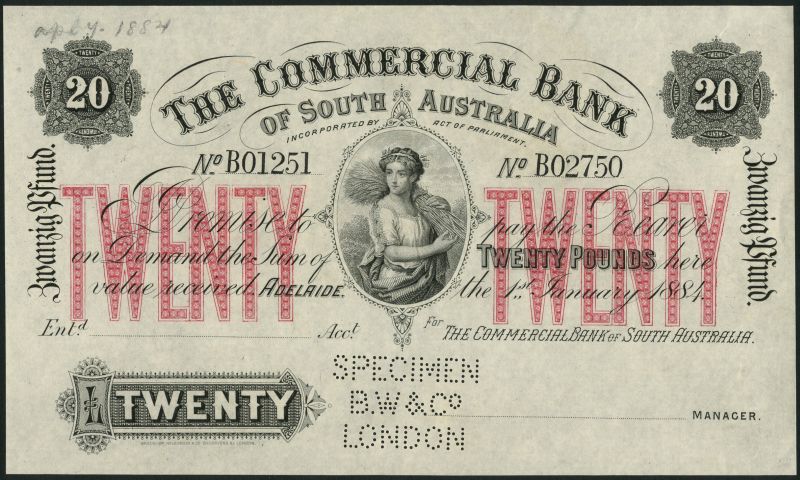 apl 7. 1884
20
20
THE COMMERCIAL BANK
OF SOUTH AUSTRALIA
INCORPORATED BY ACT OF PARLIAMENT.
No B01251
No B02750
Zwanzig Pfund.
Zwanzig Pfund.
TWENTY
TWENTY
Promise to pay the Bearer
on Demand the Sum of TWENTY POUNDS here
value received. ADELAIDE, the 1st January 1884.
Entd Acct
For THE COMMERCIAL BANK OF SOUTH AUSTRALIA.
SPECIMEN
B.W & Co
LONDON
£ TWENTY
MANAGER.